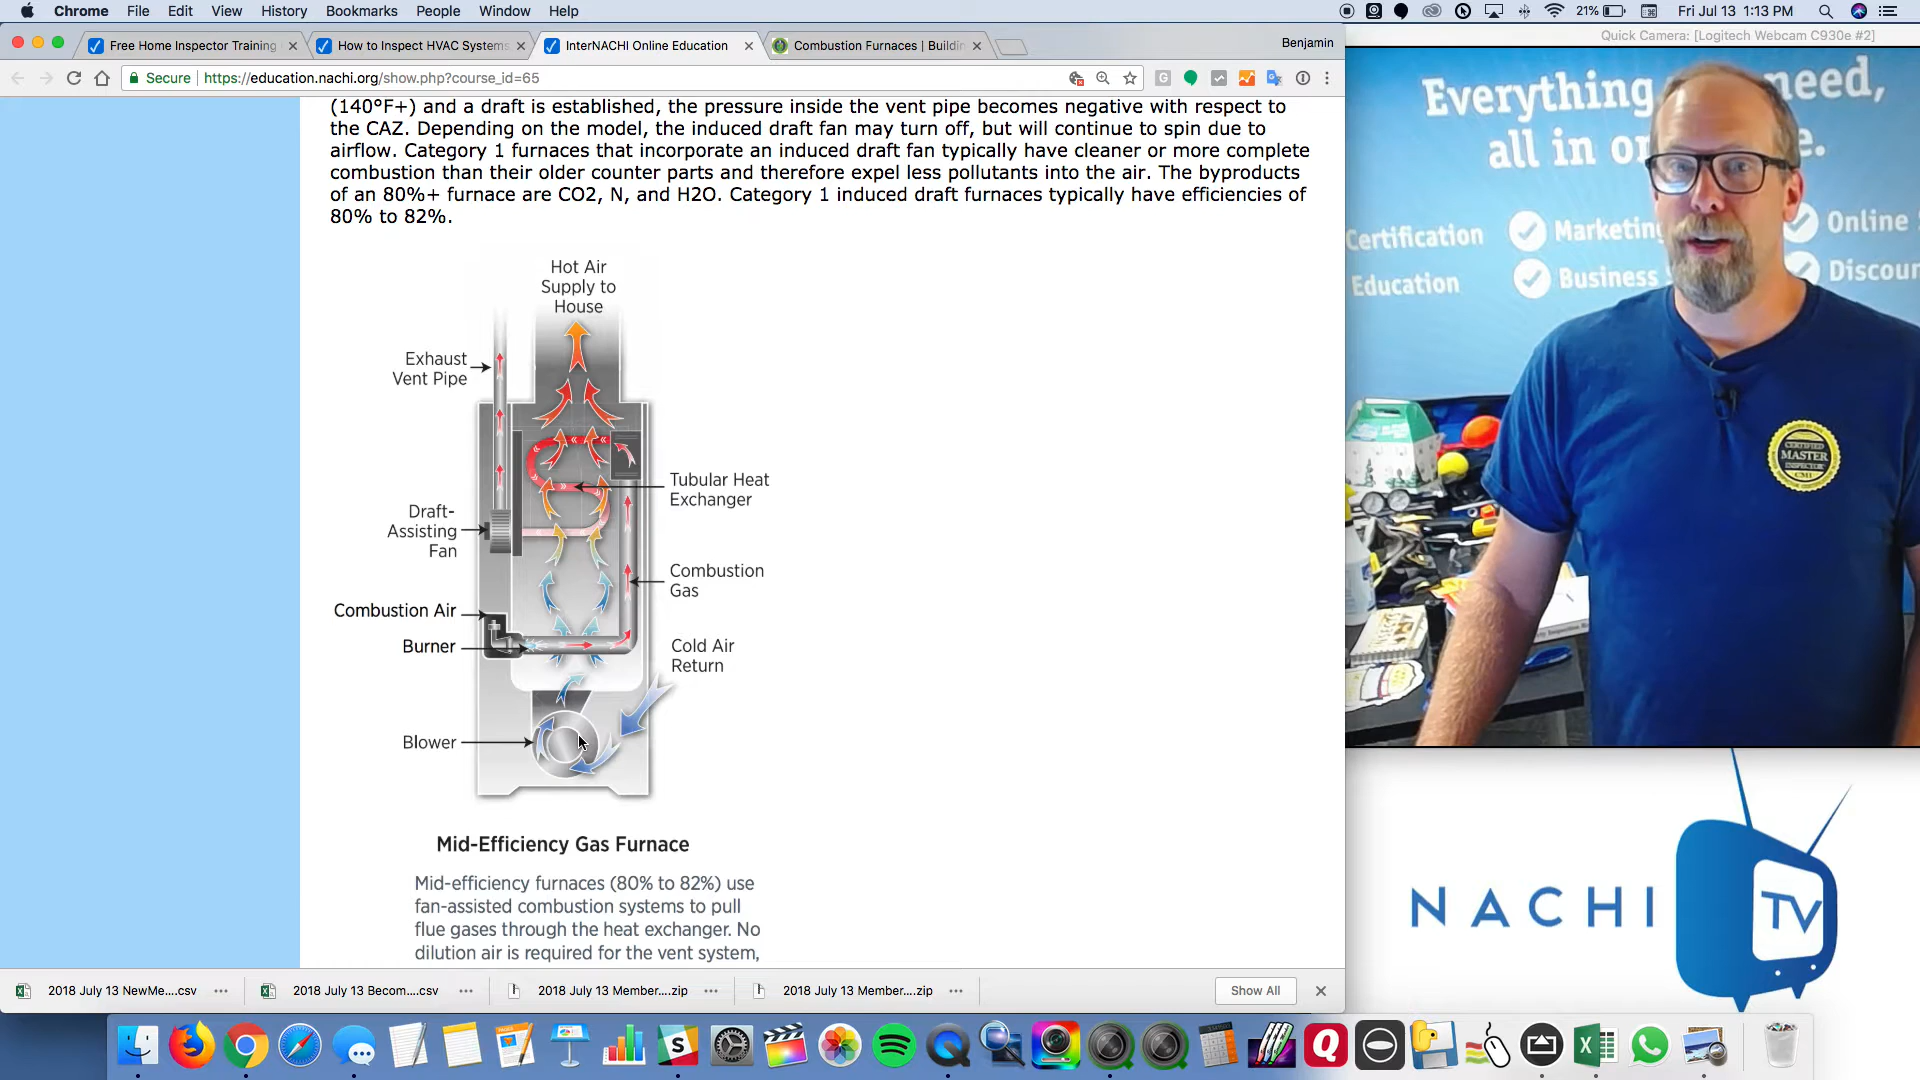 Chrome File Edit View History Bookmarks People Window Help
21% Fri Jul 13 1:13 PM
Quick Camera: [Logitech Webcam C930e #2]
Free Home Inspector Training
How to Inspect HVAC Systems
InterNACHI Online Education
Combustion Furnaces | Buildin
Benjamin
Secure | https://education.nachi.org/show.php?course_id=65
(140ºF+) and a draft is established, the pressure inside the vent pipe becomes negative with respect to
the CAZ. Depending on the model, the induced draft fan may turn off, but will continue to spin due to
airflow. Category 1 furnaces that incorporate an induced draft fan typically have cleaner or more complete
combustion than their older counter parts and therefore expel less pollutants into the air. The byproducts
of an 80%+ furnace are CO2, N, and H2O. Category 1 induced draft furnaces typically have efficiencies of
80% to 82%.
Hot Air
Supply to
House
Exhaust
Vent Pipe
Tubular Heat
Exchanger
Draft-
Assisting
Fan
Combustion
Gas
Combustion Air
Burner
Cold Air
Return
Blower
Mid-Efficiency Gas Furnace
Mid-efficiency furnaces (80% to 82%) use
fan-assisted combustion systems to pull
flue gases through the heat exchanger. No
dilution air is required for the vent system,
Everything need,
all in on e.
Certification Marketing Online
Education Business Discoun
CERTIFIED
MASTER
INSPECTOR
CMI
NACHI TV
2018 July 13 NewMe....csv
2018 July 13 Becom....csv
2018 July 13 Member....zip
2018 July 13 Member....zip
Show All